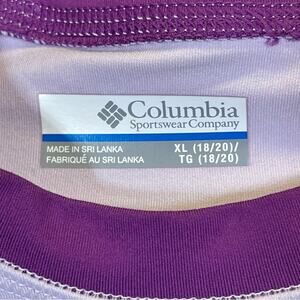 Columbia
Sportswear Company
MADE IN SRI LANKA XL (18/20)/
FABRIQUÉ AU SRI LANKA TG (18/20)